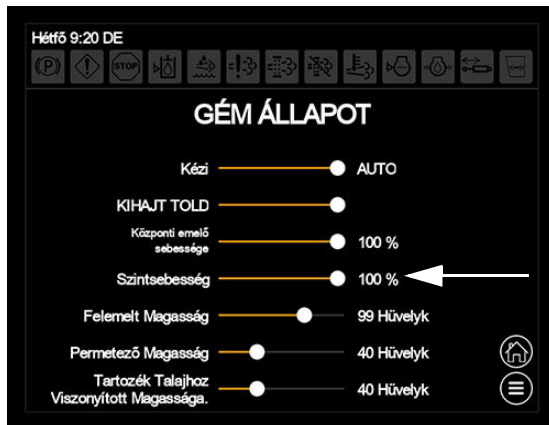 Hétfő 9:20 DE
STOP
GÉM ÁLLAPOT
Kézi AUTO
KIHAJT TOLD
Központi emelő
sebessége 100 %
Szintsebesség 100 %
Felemelt Magasság 99 Hüvelyk
Permetező Magasság 40 Hüvelyk
Tartozék Talajhoz
Viszonyított Magassága. 40 Hüvelyk